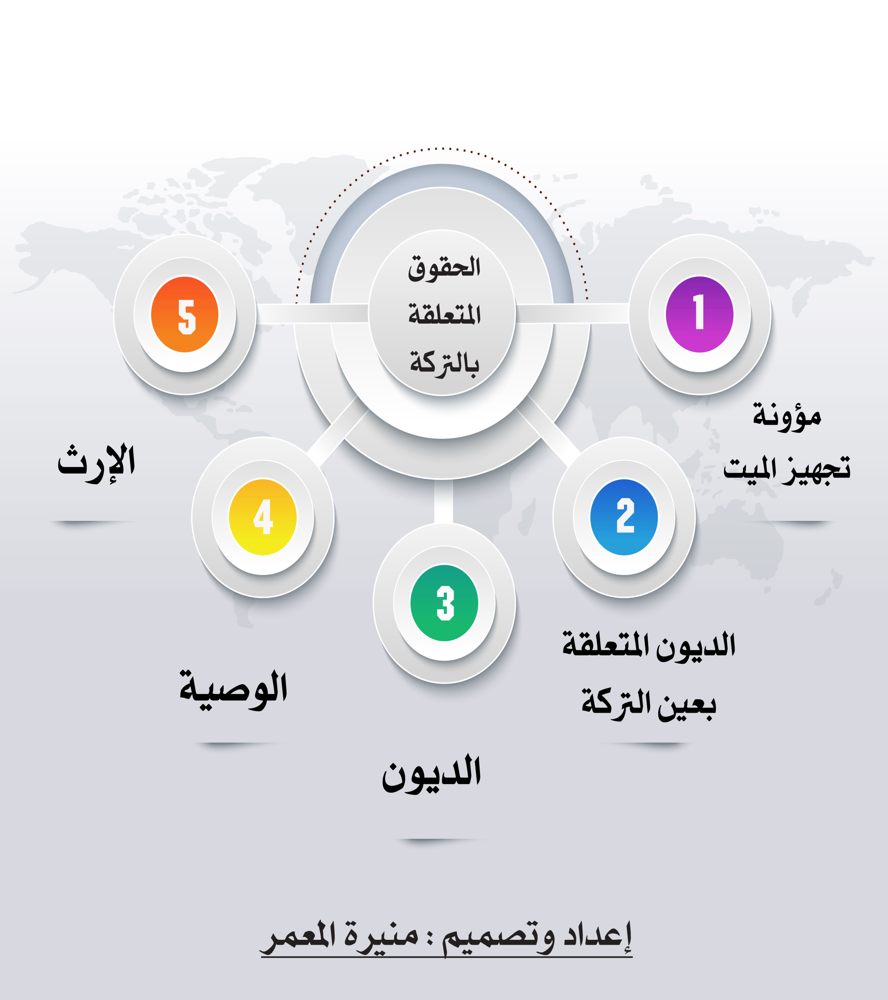 الحقوق
المتعلقة
بالتركة
1
مؤونة
تجهيز الميت
2
الديون المتعلقة
بعين التركة
3
الديون
4
الوصية
5
الإرث
إعداد وتصميم : منيرة المعمر